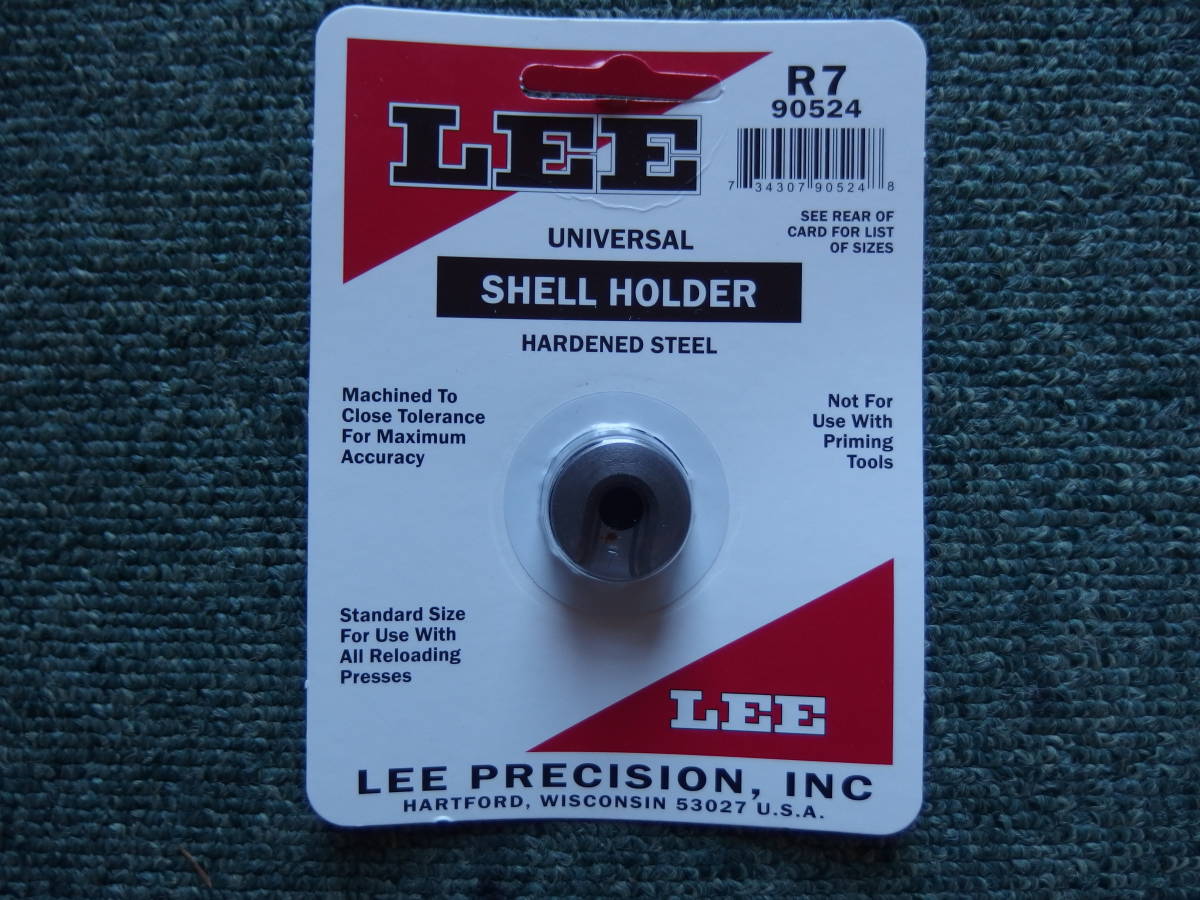 LEE
R7
90524
7 34307 90524 8
SEE REAR OF
CARD FOR LIST
OF SIZES
UNIVERSAL
SHELL HOLDER
HARDENED STEEL
Machined To
Close Tolerance
For Maximum
Accuracy
Not For
Use With
Priming
Tools
Standard Size
For Use With
All Reloading
Presses
LEE
LEE PRECISION, INC
HARTFORD, WISCONSIN 53027 U.S.A.